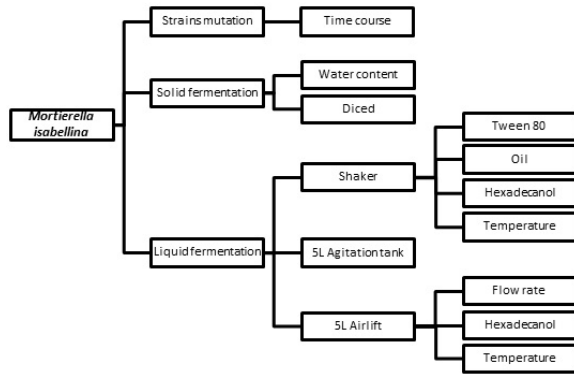 Mortierella
isabellina
Strains mutation
Time course
Solid fermentation
Water content
Diced
Liquid fermentation
Shaker
Tween 80
Oil
Hexadecanol
Temperature
5L Agitation tank
5L Airlift
Flow rate
Hexadecanol
Temperature